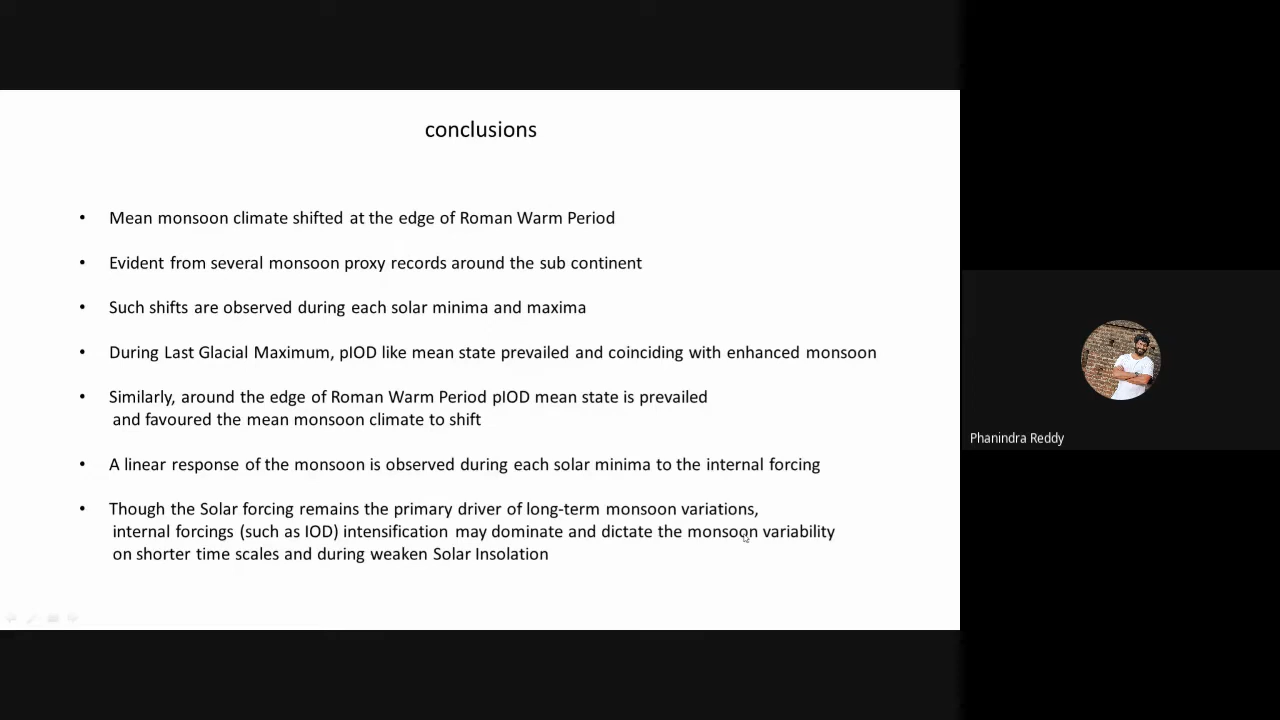 conclusions
• Mean monsoon climate shifted at the edge of Roman Warm Period
• Evident from several monsoon proxy records around the sub continent
• Such shifts are observed during each solar minima and maxima
• During Last Glacial Maximum, pIOD like mean state prevailed and coinciding with enhanced monsoon
• Similarly, around the edge of Roman Warm Period pIOD mean state is prevailed
and favoured the mean monsoon climate to shift
• A linear response of the monsoon is observed during each solar minima to the internal forcing
• Though the Solar forcing remains the primary driver of long-term monsoon variations,
internal forcings (such as IOD) intensification may dominate and dictate the monsoon variability
on shorter time scales and during weaken Solar Insolation
Phanindra Reddy